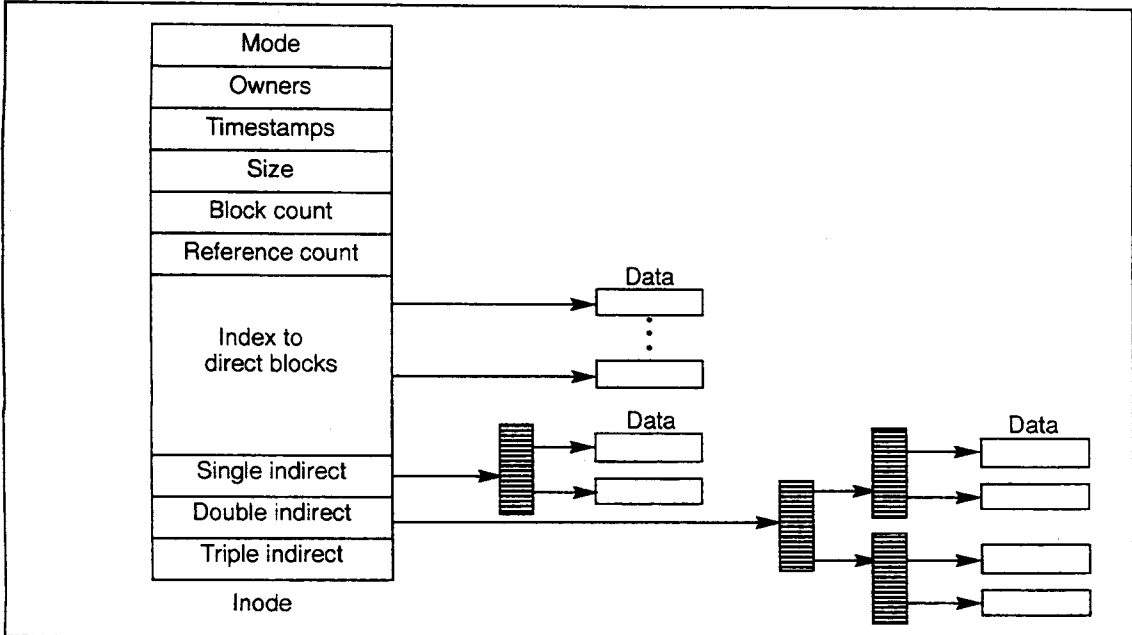 Mode
Owners
Timestamps
Size
Block count
Reference count
Index to
direct blocks
Single indirect
Double indirect
Triple indirect
Inode
Data
Data
Data